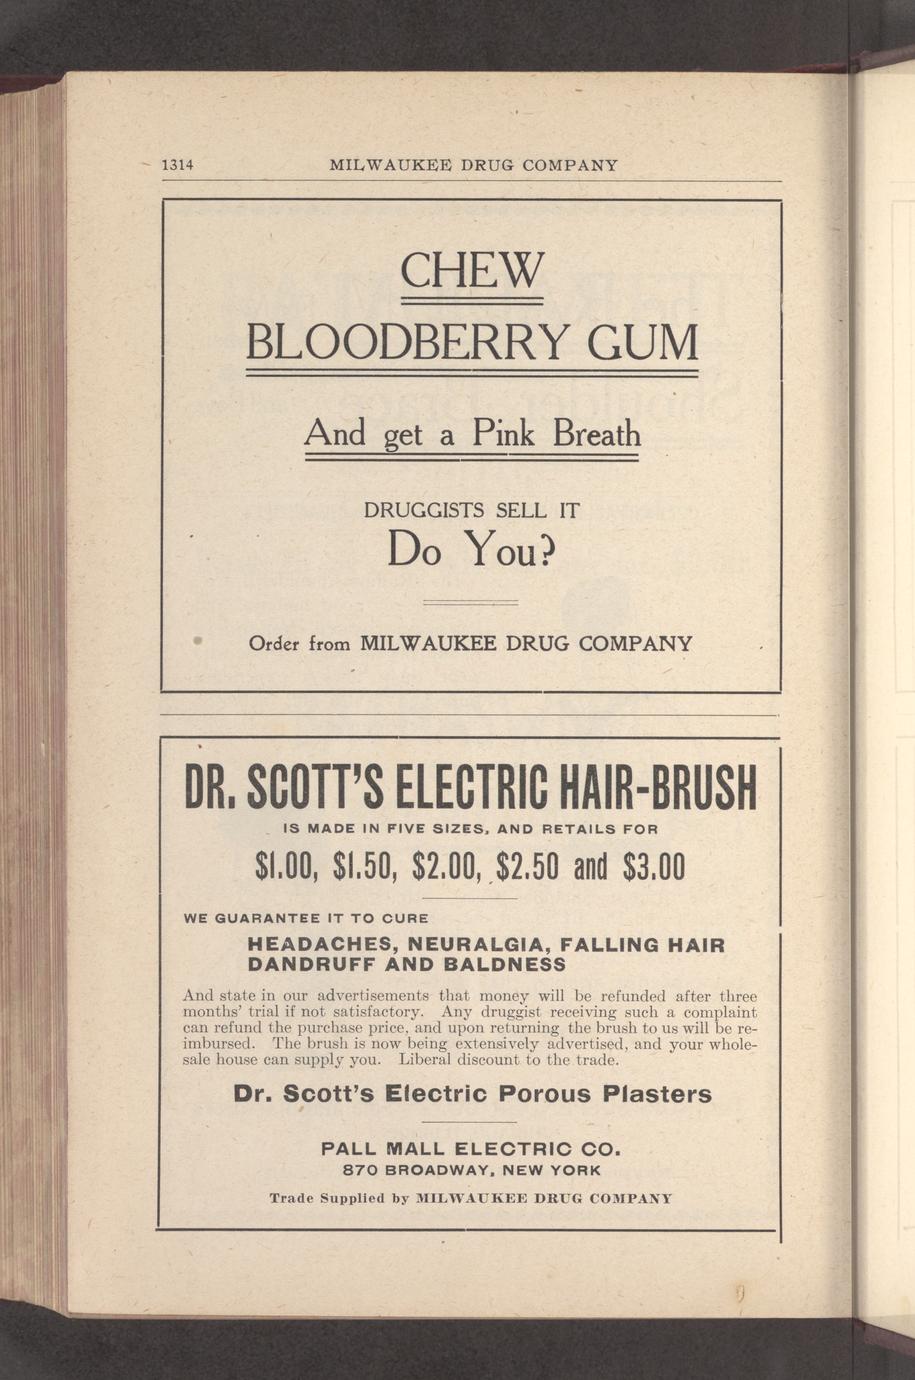 1314
MILWAUKEE DRUG COMPANY
CHEW
BLOODBERRY GUM
And get a Pink Breath
DRUGGISTS SELL IT
Do You?
Order from MILWAUKEE DRUG COMPANY
DR. SCOTT'S ELECTRIC HAIR-BRUSH
IS MADE IN FIVE SIZES, AND RETAILS FOR
$1.00, $1.50, $2.00, $2.50 and $3.00
WE GUARANTEE IT TO CURE
HEADACHES, NEURALGIA, FALLING HAIR
DANDRUFF AND BALDNESS
And state in our advertisements that money will be refunded after three
months' trial if not satisfactory. Any druggist receiving such a complaint
can refund the purchase price, and upon returning the brush to us will be re-
imbursed. The brush is now being extensively advertised, and your whole-
sale house can supply you. Liberal discount to the trade.
Dr. Scott's Electric Porous Plasters
PALL MALL ELECTRIC CO.
870 BROADWAY, NEW YORK
Trade Supplied by MILWAUKEE DRUG COMPANY